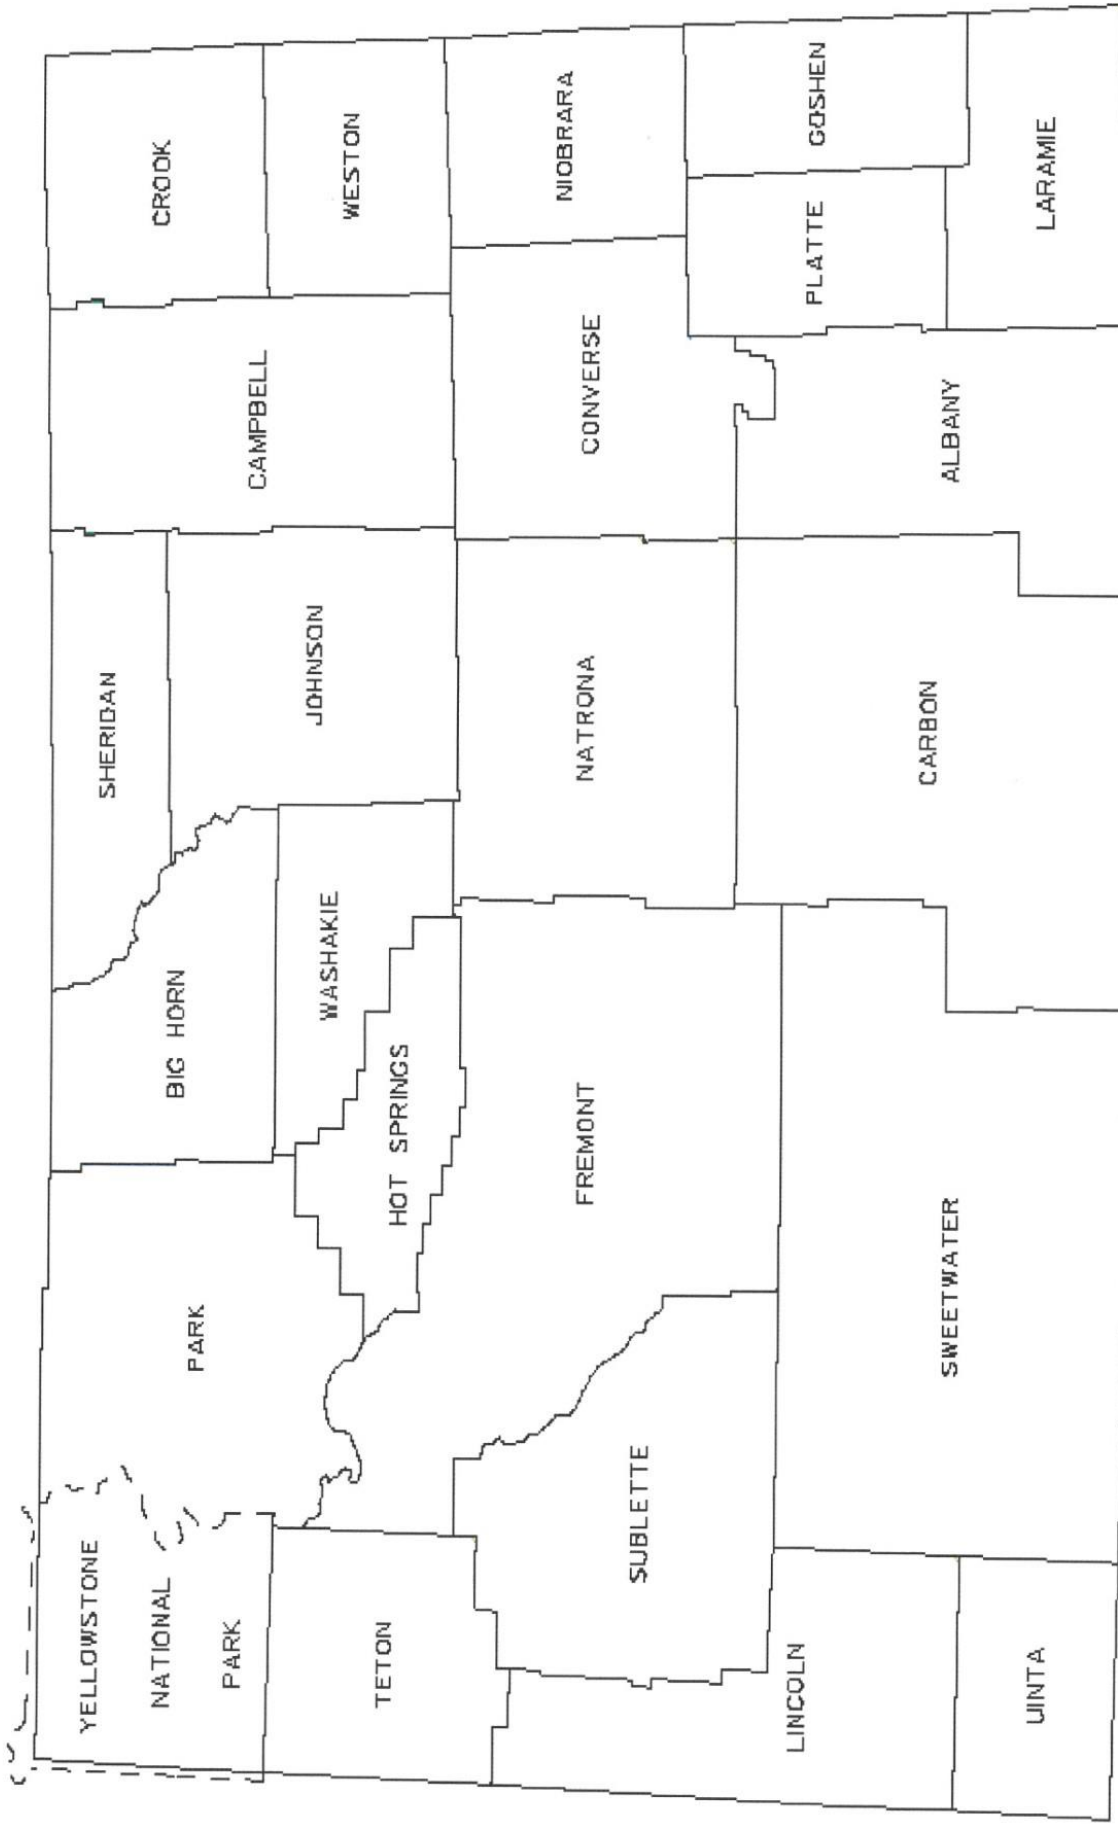 YELLOWSTONE
NATIONAL
PARK
PARK
BIG HORN
SHERIDAN
CAMPBELL
CROOK
JOHNSON
WESTON
WASHAKIE
HOT SPRINGS
TETON
FREMONT
NATRONA
CONVERSE
NIOBRARA
SUBLETTE
LINCOLN
PLATTE
GOSHEN
SWEETWATER
CARBON
ALBANY
LARAMIE
UINTA